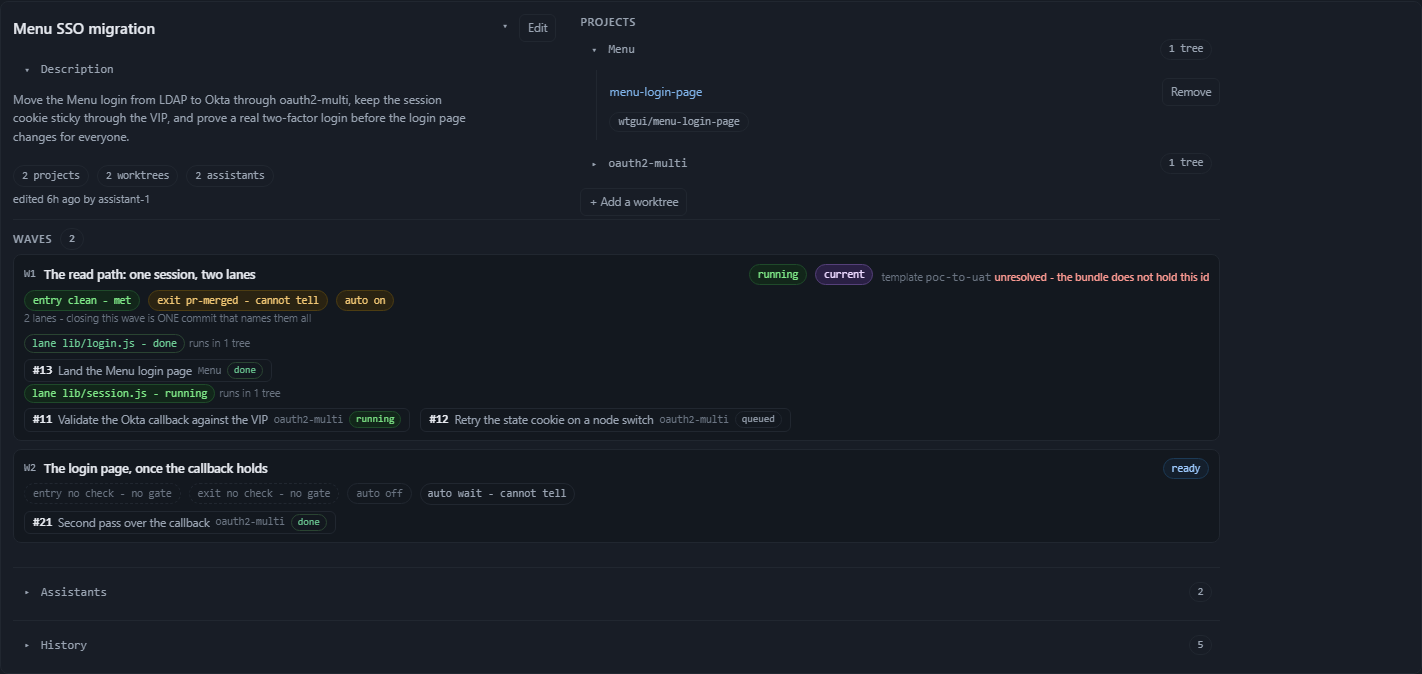 Menu SSO migration
Edit
Description
Move the Menu login from LDAP to Okta through oauth2-multi, keep the session
cookie sticky through the VIP, and prove a real two-factor login before the login page
changes for everyone.
2 projects 2 worktrees 2 assistants
edited 6h ago by assistant-1
PROJECTS
Menu 1 tree
menu-login-page Remove
wtgui/menu-login-page
oauth2-multi 1 tree
+ Add a worktree
WAVES 2
W1 The read path: one session, two lanes running current template poc-to-uat unresolved - the bundle does not hold this id
entry clean - met exit pr-merged - cannot tell auto on
2 lanes - closing this wave is ONE commit that names them all
lane lib/login.js - done runs in 1 tree
#13 Land the Menu login page Menu done
lane lib/session.js - running runs in 1 tree
#11 Validate the Okta callback against the VIP oauth2-multi running #12 Retry the state cookie on a node switch oauth2-multi queued
W2 The login page, once the callback holds ready
entry no check - no gate exit no check - no gate auto off auto wait - cannot tell
#21 Second pass over the callback oauth2-multi done
Assistants 2
History 5